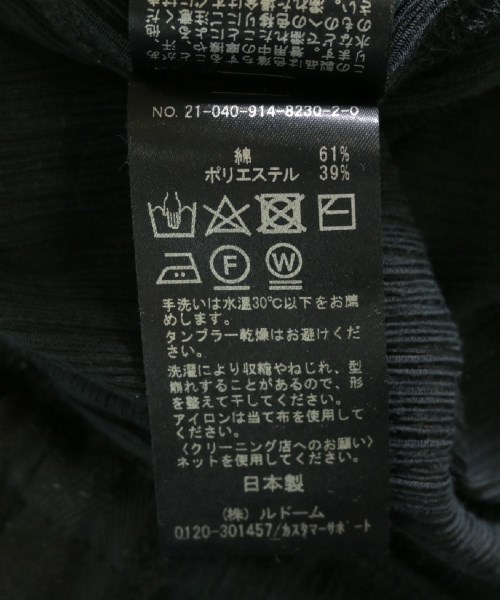 NO. 21-040-914-8230-2-0
綿 61%
ポリエステル 39%
F W
手洗いは水温30℃以下をお薦
めします。
タンブラー乾燥はお避けくだ
さい。
洗濯により収縮やねじれ、型
崩れすることがあるので、形
を整えて干してください。
アイロンは当て布を使用して
ください。
〈クリーニング店へのお願い〉
ネットを使用してください。
日本製
(株) ルドーム
0120-301457/カスタマーサポート